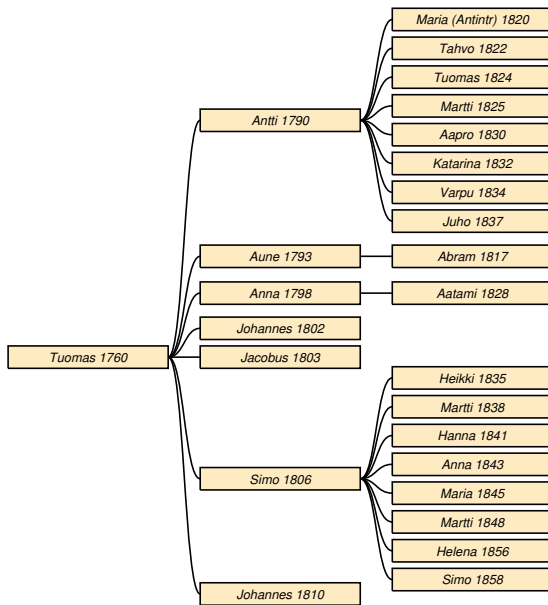 Maria (Antintr) 1820
Tahvo 1822
Tuomas 1824
Martti 1825
Antti 1790
Aapro 1830
Katarina 1832
Varpu 1834
Juho 1837
Aune 1793
Abram 1817
Anna 1798
Aatami 1828
Johannes 1802
Tuomas 1760
Jacobus 1803
Heikki 1835
Martti 1838
Hanna 1841
Anna 1843
Simo 1806
Maria 1845
Martti 1848
Helena 1856
Simo 1858
Johannes 1810